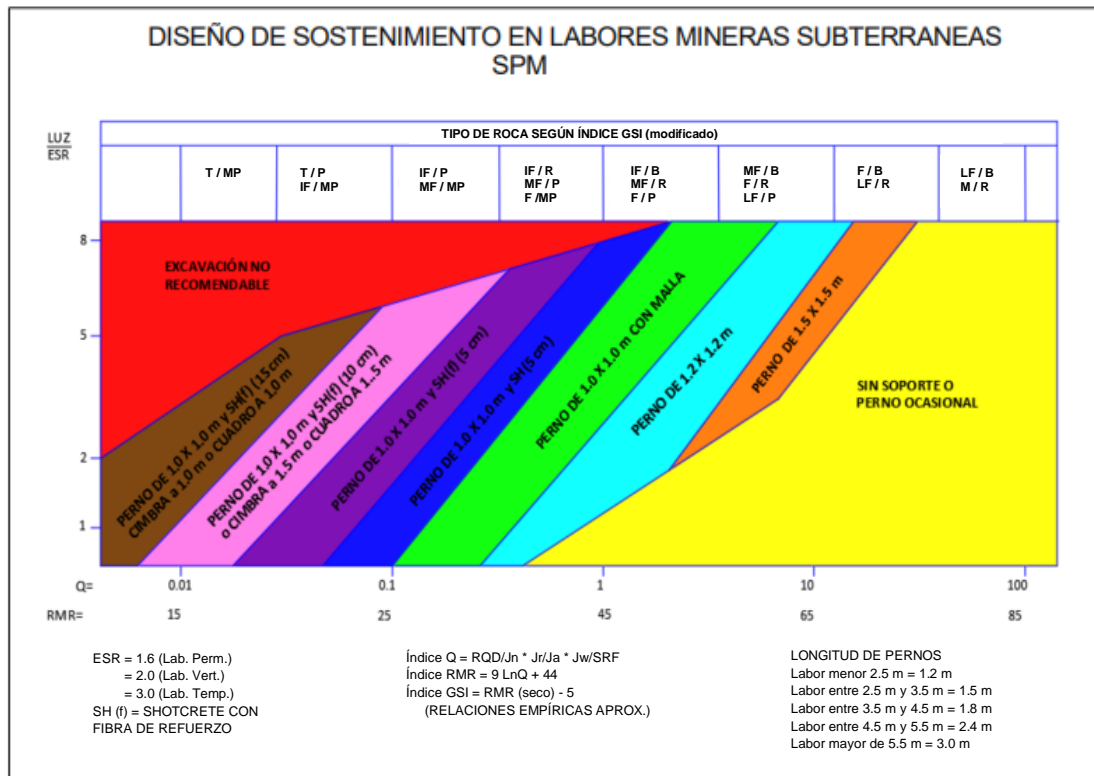 DISEÑO DE SOSTENIMIENTO EN LABORES MINERAS SUBTERRANEAS
SPM
LUZ
ESR
TIPO DE ROCA SEGÚN ÍNDICE GSI (modificado)
T / MP
T / P
IF / MP
IF / P
MF / MP
IF / R
MF / P
F /MP
IF / B
MF / R
F / P
MF / B
F / R
LF / P
F / B
LF / R
LF / B
M / R
8
5
2
1
EXCAVACIÓN NO
RECOMENDABLE
PERNO DE 1.0 X 1.0 m y SH(f) (15 cm)
CIMBRA a 1.0 m o CUADRO A 1,0 m
PERNO DE 1.0 X 1.0 m y SH(f) (10 cm)
o CIMBRA a 1.5 m o CUADRO A 1..5 m
PERNO DE 1.0 X 1.0 m y SH(f) (5 cm)
PERNO DE 1.0 X 1.0 m y SH (5 cm)
PERNO DE 1.0 X 1.0 m CON MALLA
PERNO DE 1.2 X 1.2 m
PERNO DE 1.5 X 1.5 m
SIN SOPORTE O
PERNO OCASIONAL
Q= 0.01 0.1 1 10 100
RMR= 15 25 45 65 85
ESR = 1.6 (Lab. Perm.)
= 2.0 (Lab. Vert.)
= 3.0 (Lab. Temp.)
SH (f) = SHOTCRETE CON
FIBRA DE REFUERZO
Índice Q = RQD/Jn * Jr/Ja * Jw/SRF
Índice RMR = 9 LnQ + 44
Índice GSI = RMR (seco) - 5
(RELACIONES EMPÍRICAS APROX.)
LONGITUD DE PERNOS
Labor menor 2.5 m = 1.2 m
Labor entre 2.5 m y 3.5 m = 1.5 m
Labor entre 3.5 m y 4.5 m = 1.8 m
Labor entre 4.5 m y 5.5 m = 2.4 m
Labor mayor de 5.5 m = 3.0 m